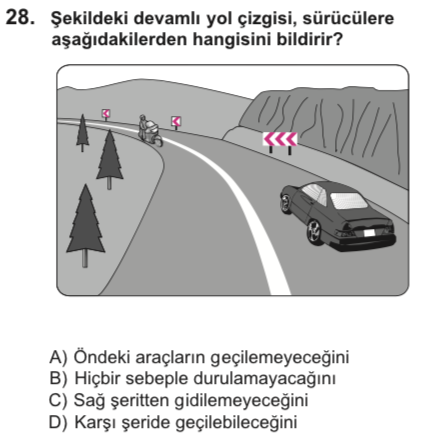 28. Şekildeki devamlı yol çizgisi, sürücülere
aşağıdakilerden hangisini bildirir?
A) Öndeki araçların geçilemeyeceğini
B) Hiçbir sebeple durulamayacağını
C) Sağ şeritten gidilemeyeceğini
D) Karşı şeride geçilebileceğini